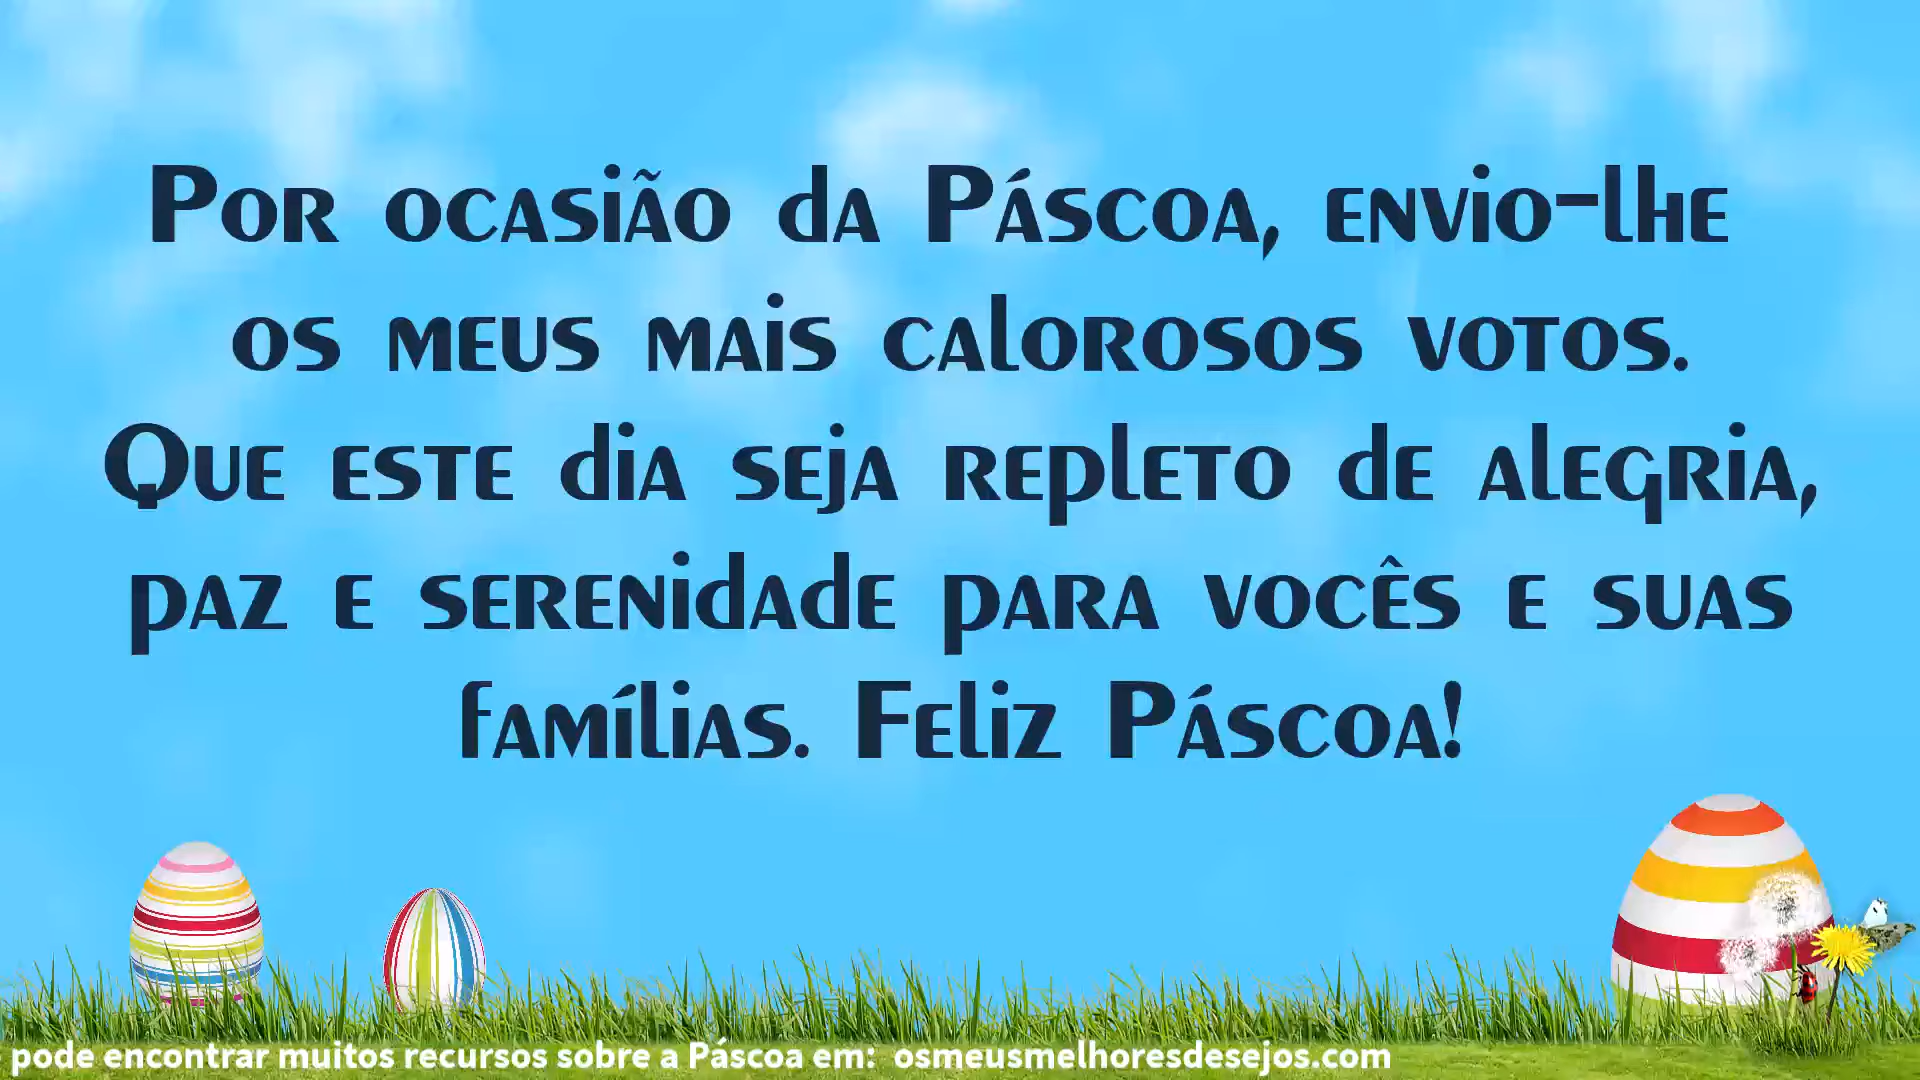 Por ocasião da Páscoa, envio-lhe
os meus mais calorosos votos.
Que este dia seja repleto de alegria,
paz e serenidade para vocês e suas
famílias. Feliz Páscoa!
pode encontrar muitos recursos sobre a Páscoa em: osmeusmelhoresdesejos.com